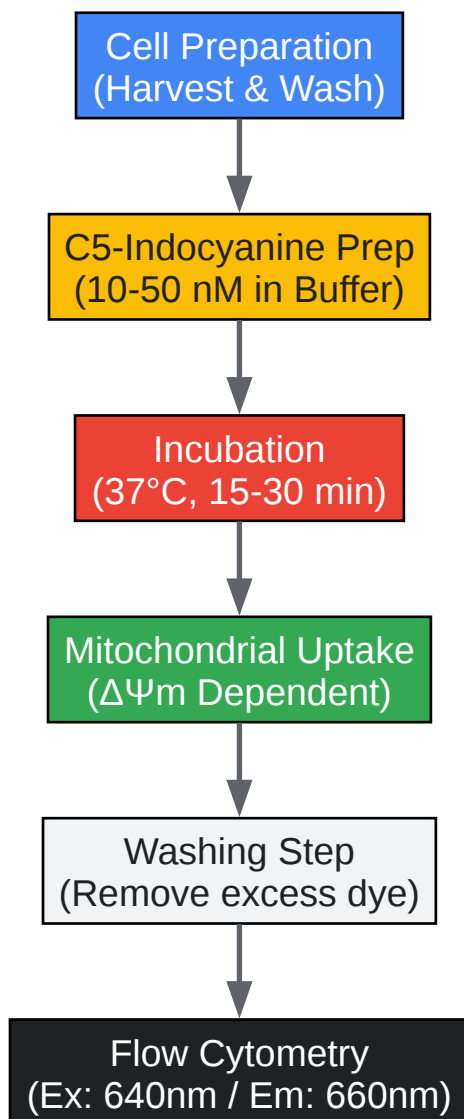 Cell Preparation
(Harvest & Wash)
C5-Indocyanine Prep
(10-50 nM in Buffer)
Incubation
(37°C, 15-30 min)
Mitochondrial Uptake
(ΔΨm Dependent)
Washing Step
(Remove excess dye)
Flow Cytometry
(Ex: 640nm / Em: 660nm)